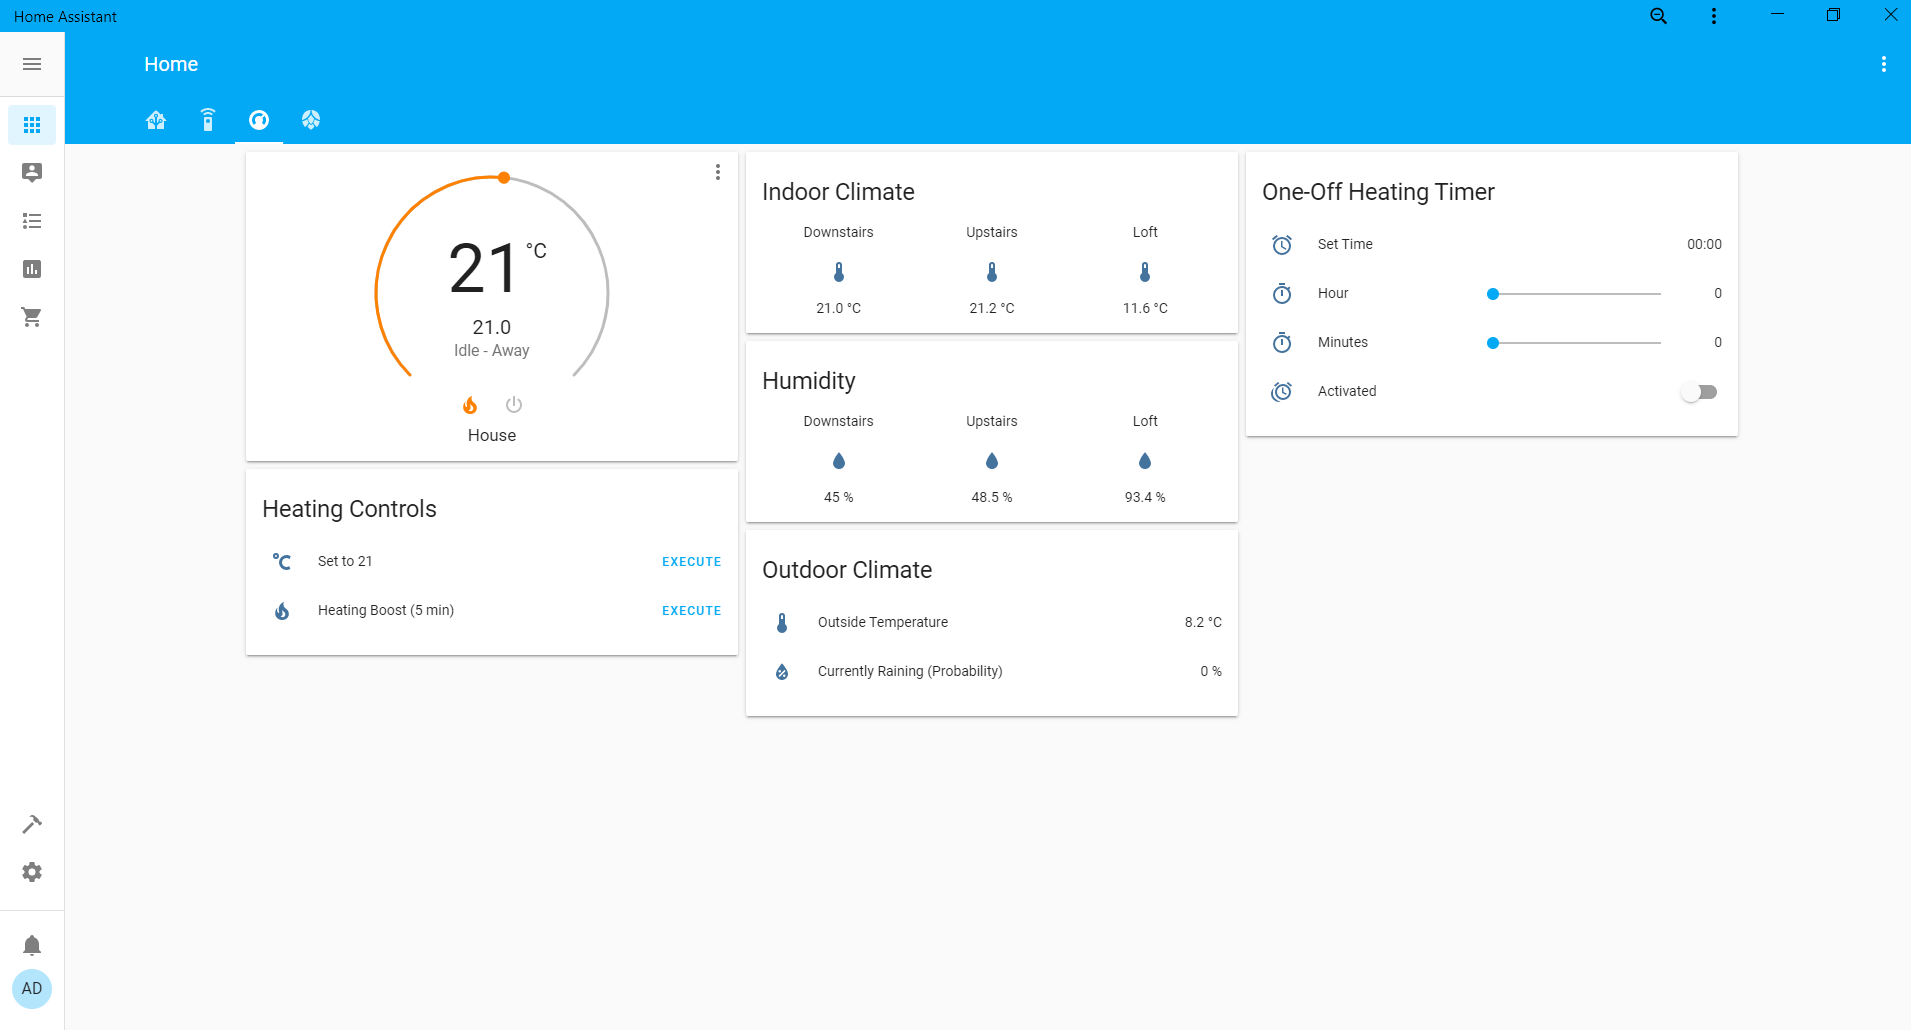 Home Assistant
Home
21 °C
21.0
Idle - Away
House
Heating Controls
Set to 21 EXECUTE
Heating Boost (5 min) EXECUTE
Indoor Climate
Downstairs Upstairs Loft
21.0 °C 21.2 °C 11.6 °C
Humidity
Downstairs Upstairs Loft
45 % 48.5 % 93.4 %
Outdoor Climate
Outside Temperature 8.2 °C
Currently Raining (Probability) 0 %
One-Off Heating Timer
Set Time 00:00
Hour 0
Minutes 0
Activated
AD